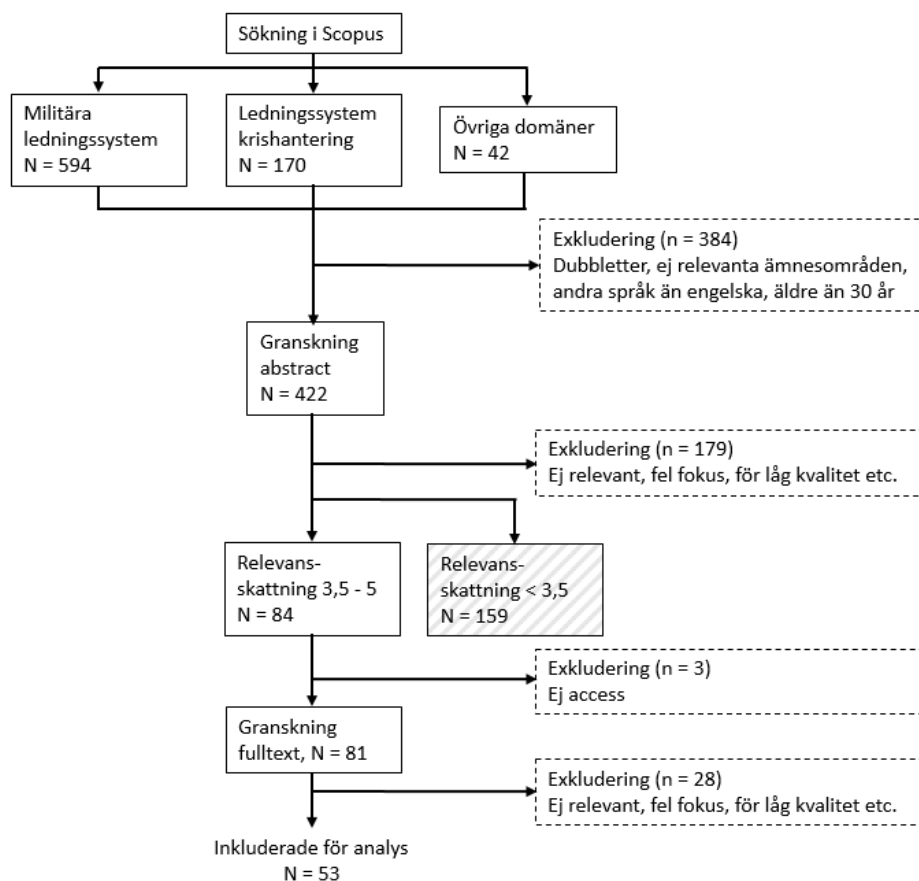 Sökning i Scopus
Militära
ledningssystem
N = 594
Ledningssystem
krishantering
N = 170
Övriga domäner
N = 42
Exkludering (n = 384)
Dubbletter, ej relevanta ämnesområden,
andra språk än engelska, äldre än 30 år
Granskning
abstract
N = 422
Exkludering (n = 179)
Ej relevant, fel fokus, för låg kvalitet etc.
Relevans-
skattning 3,5 - 5
N = 84
Relevans-
skattning < 3,5
N = 159
Exkludering (n = 3)
Ej access
Granskning
fulltext, N = 81
Exkludering (n = 28)
Ej relevant, fel fokus, för låg kvalitet etc.
Inkluderade för analys
N = 53